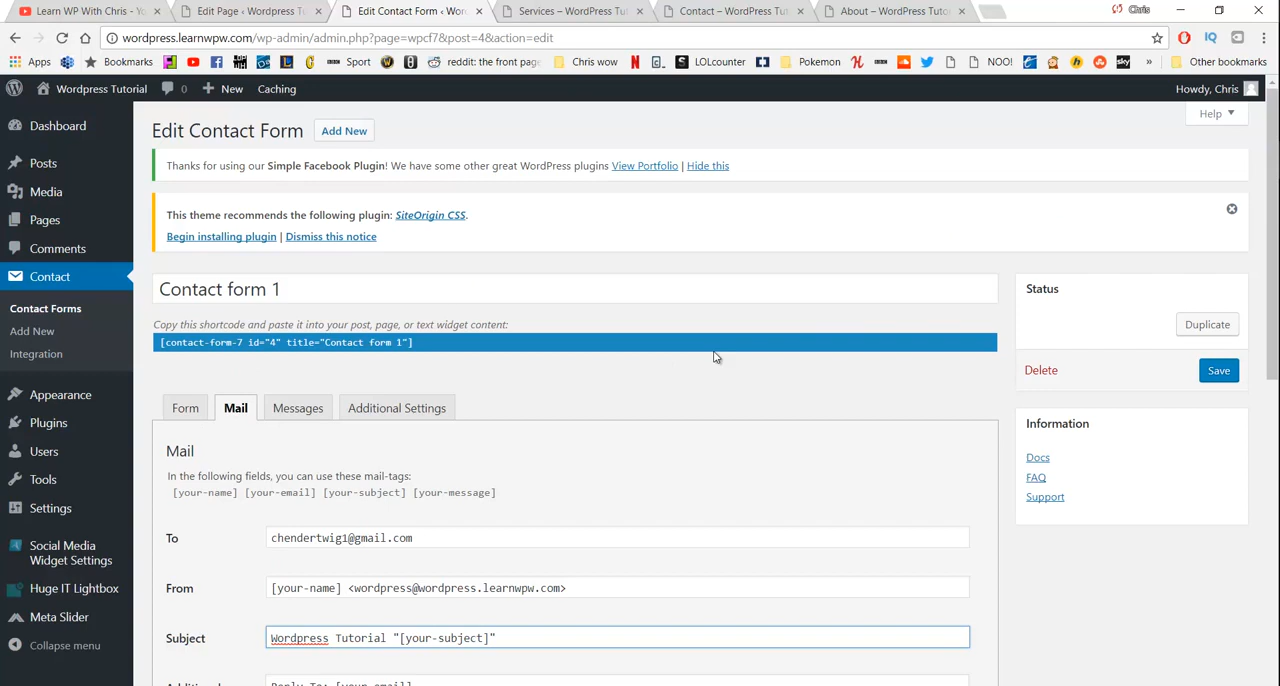 Learn WP With Chris - Yo
Edit Page ‹ Wordpress Tu
Edit Contact Form ‹ Wor
Services – WordPress Tut
Contact – WordPress Tut
About – WordPress Tutor
Chris
wordpress.learnwpw.com/wp-admin/admin.php?page=wpcf7&post=4&action=edit
Apps
Bookmarks
Sport
reddit: the front pag
Chris wow
LOLcounter
Pokemon
NOO!
sky
»
Other bookmarks
Wordpress Tutorial
0
New
Caching
Howdy, Chris
Help
Dashboard
Posts
Media
Pages
Comments
Contact
Contact Forms
Add New
Integration
Appearance
Plugins
Users
Tools
Settings
Social Media
Widget Settings
Huge IT Lightbox
Meta Slider
Collapse menu
Edit Contact Form
Add New
Thanks for using our Simple Facebook Plugin! We have some other great WordPress plugins View Portfolio | Hide this
This theme recommends the following plugin: SiteOrigin CSS.
Begin installing plugin | Dismiss this notice
Contact form 1
Copy this shortcode and paste it into your post, page, or text widget content:
[contact-form-7 id="4" title="Contact form 1"]
Form
Mail
Messages
Additional Settings
Mail
In the following fields, you can use these mail-tags:
[your-name] [your-email] [your-subject] [your-message]
To
chendertwig1@gmail.com
From
[your-name] <wordpress@wordpress.learnwpw.com>
Subject
Wordpress Tutorial "[your-subject]"
Additional
Reply-To: [your-email]
Status
Duplicate
Delete
Save
Information
Docs
FAQ
Support